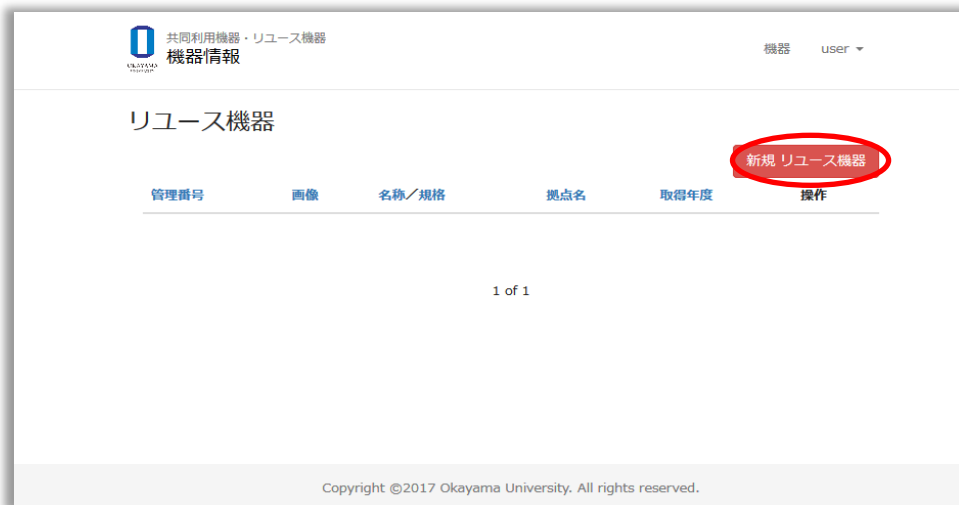 共同利用機器・リユース機器
機器情報
OKAYAMA
UNIVERSITY
機器 user
リユース機器
新規 リユース機器
管理番号 画像 名称／規格 拠点名 取得年度 操作
1 of 1
Copyright ©2017 Okayama University. All rights reserved.